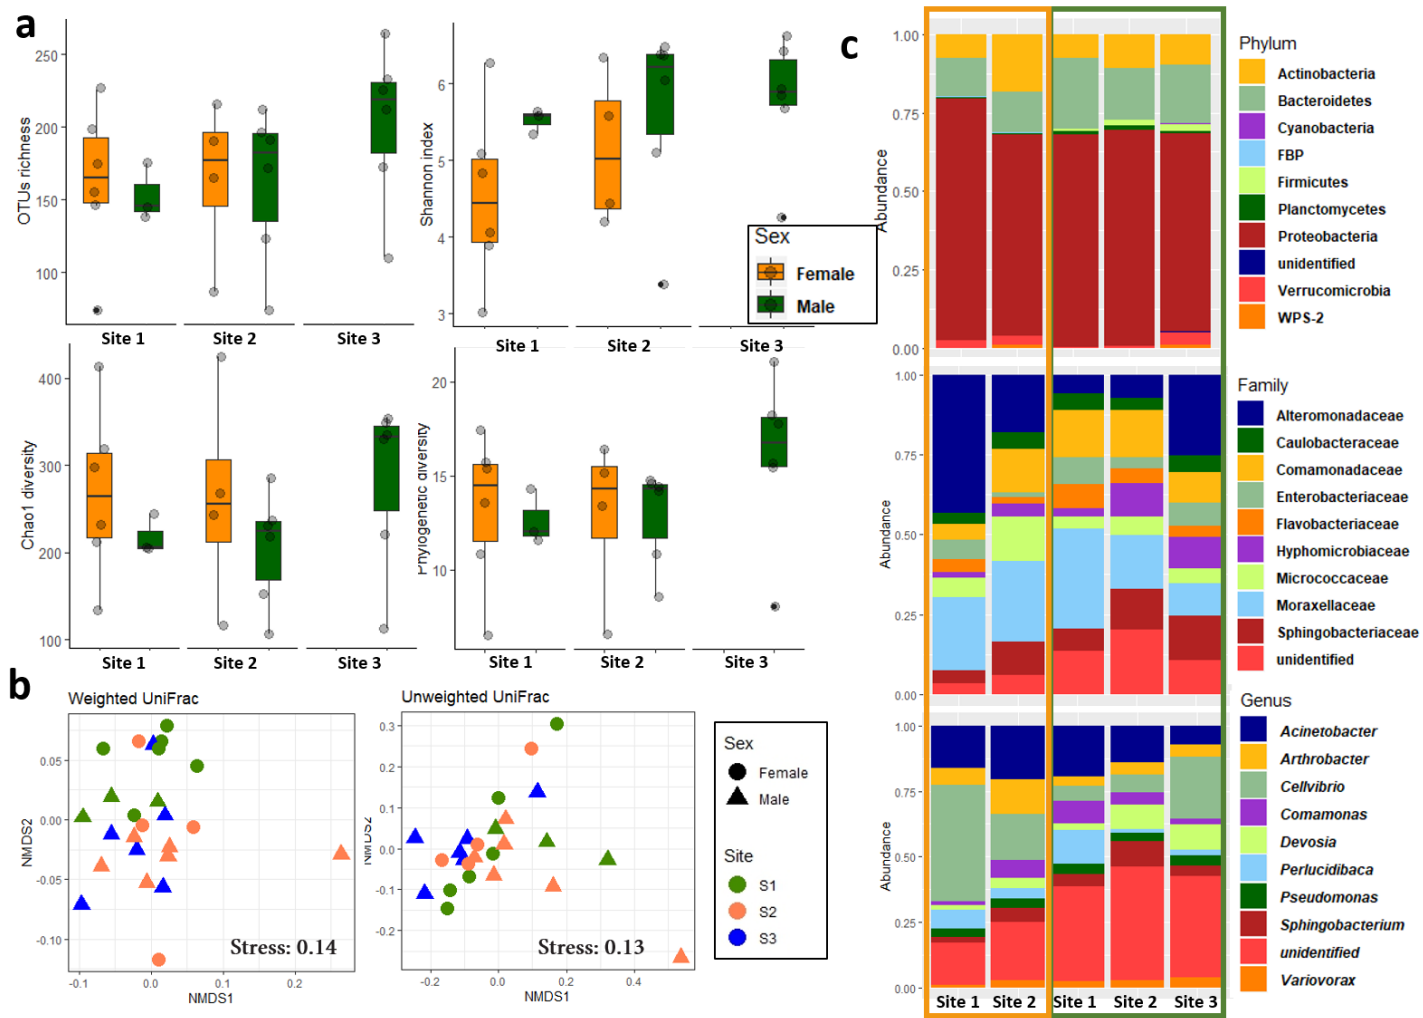 a
OTUs richness
250
200
150
100
Site 1
Site 2
Site 3
Shannon index
6
5
4
3
Site 1
Site 2
Site 3
Sex
Female
Male
Chao1 diversity
400
300
200
100
Site 1
Site 2
Site 3
Phylogenetic diversity
20
15
10
Site 1
Site 2
Site 3
b
Weighted UniFrac
NMDS2
0.05
0.00
-0.05
-0.10
-0.1
0.0
0.1
0.2
NMDS1
Stress: 0.14
Unweighted UniFrac
NMDS2
0.3
0.2
0.1
0.0
-0.1
-0.2
-0.2
0.0
0.2
0.4
NMDS1
Stress: 0.13
Sex
Female
Male
Site
S1
S2
S3
c
Abundance
1.00
0.75
0.50
0.25
0.00
Phylum
Actinobacteria
Bacteroidetes
Cyanobacteria
FBP
Firmicutes
Planctomycetes
Proteobacteria
unidentified
Verrucomicrobia
WPS-2
Abundance
1.00
0.75
0.50
0.25
0.00
Family
Alteromonadaceae
Caulobacteraceae
Comamonadaceae
Enterobacteriaceae
Flavobacteriaceae
Hyphomicrobiaceae
Micrococcaceae
Moraxellaceae
Sphingobacteriaceae
unidentified
Abundance
1.00
0.75
0.50
0.25
0.00
Site 1
Site 2
Site 1
Site 2
Site 3
Genus
Acinetobacter
Arthrobacter
Cellvibrio
Comamonas
Devosia
Perlucidibaca
Pseudomonas
Sphingobacterium
unidentified
Variovorax